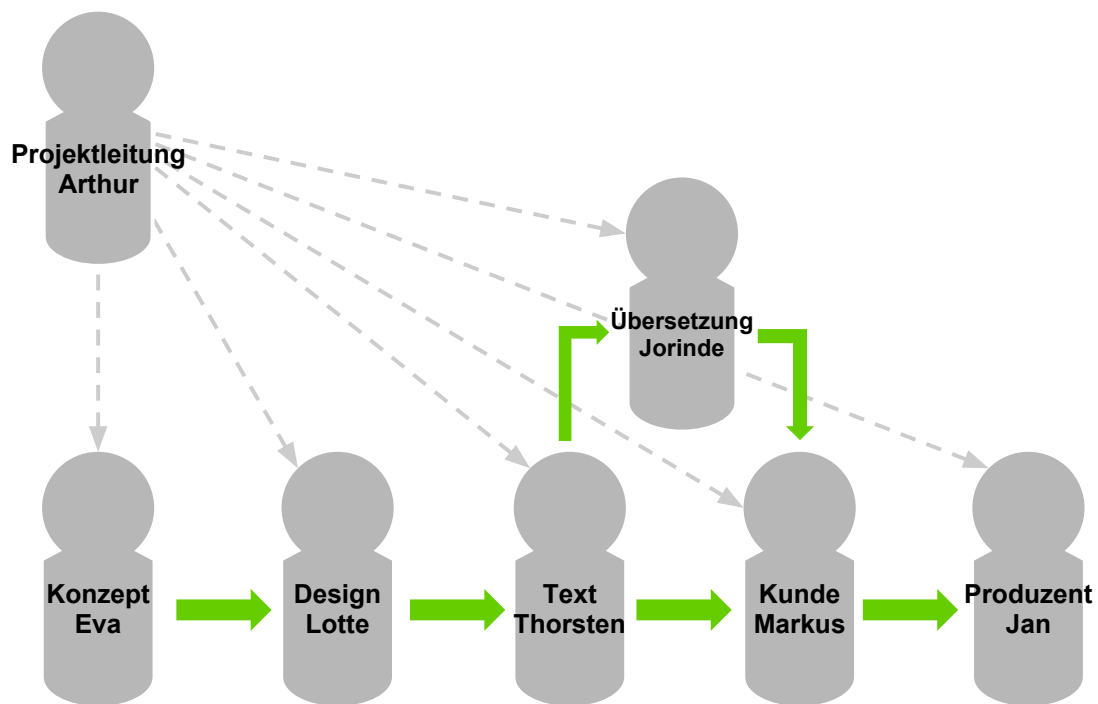 Projektleitung
Arthur
Übersetzung
Jorinde
Konzept
Eva
Design
Lotte
Text
Thorsten
Kunde
Markus
Produzent
Jan